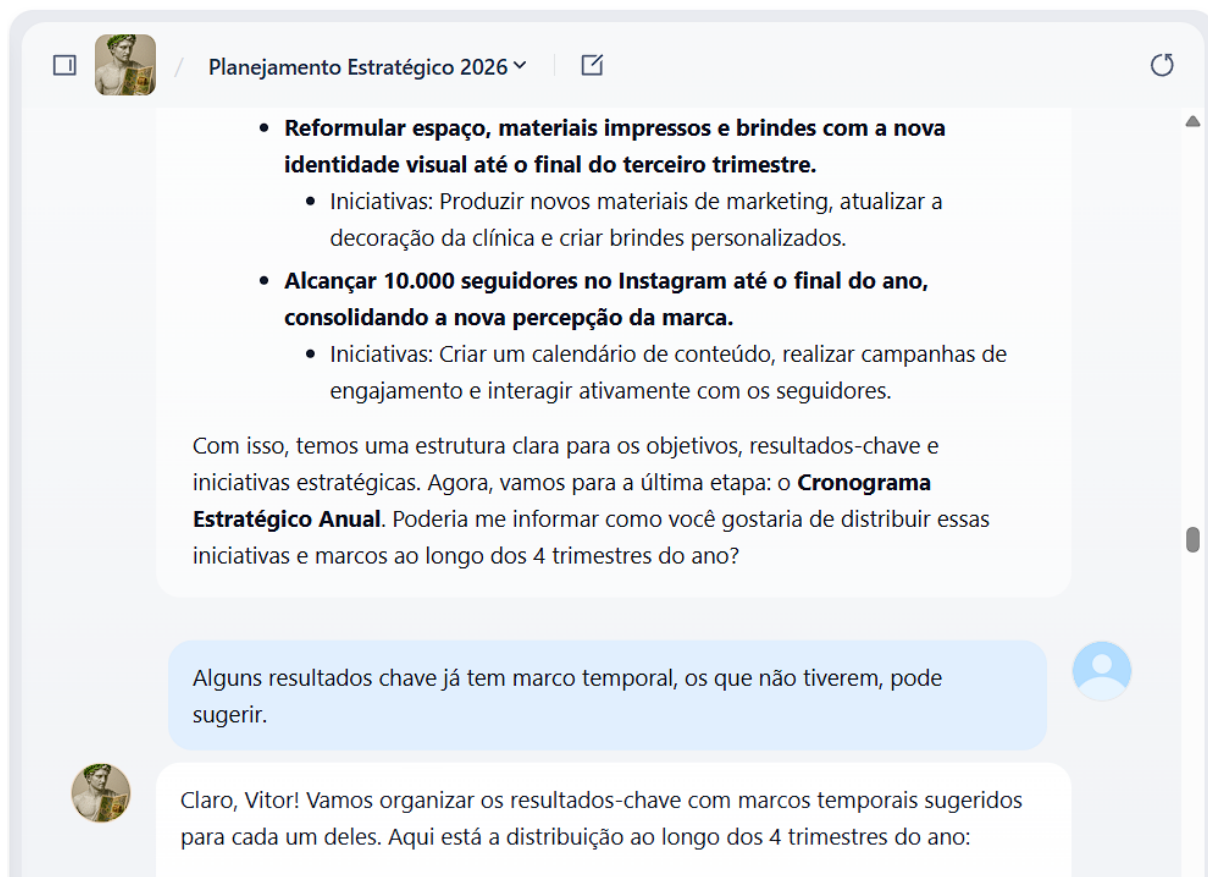 / Planejamento Estratégico 2026
• Reformular espaço, materiais impressos e brindes com a nova
identidade visual até o final do terceiro trimestre.
• Iniciativas: Produzir novos materiais de marketing, atualizar a
decoração da clínica e criar brindes personalizados.
• Alcançar 10.000 seguidores no Instagram até o final do ano,
consolidando a nova percepção da marca.
• Iniciativas: Criar um calendário de conteúdo, realizar campanhas de
engajamento e interagir ativamente com os seguidores.
Com isso, temos uma estrutura clara para os objetivos, resultados-chave e
iniciativas estratégicas. Agora, vamos para a última etapa: o Cronograma
Estratégico Anual. Poderia me informar como você gostaria de distribuir essas
iniciativas e marcos ao longo dos 4 trimestres do ano?
Alguns resultados chave já tem marco temporal, os que não tiverem, pode
sugerir.
Claro, Vitor! Vamos organizar os resultados-chave com marcos temporais sugeridos
para cada um deles. Aqui está a distribuição ao longo dos 4 trimestres do ano: